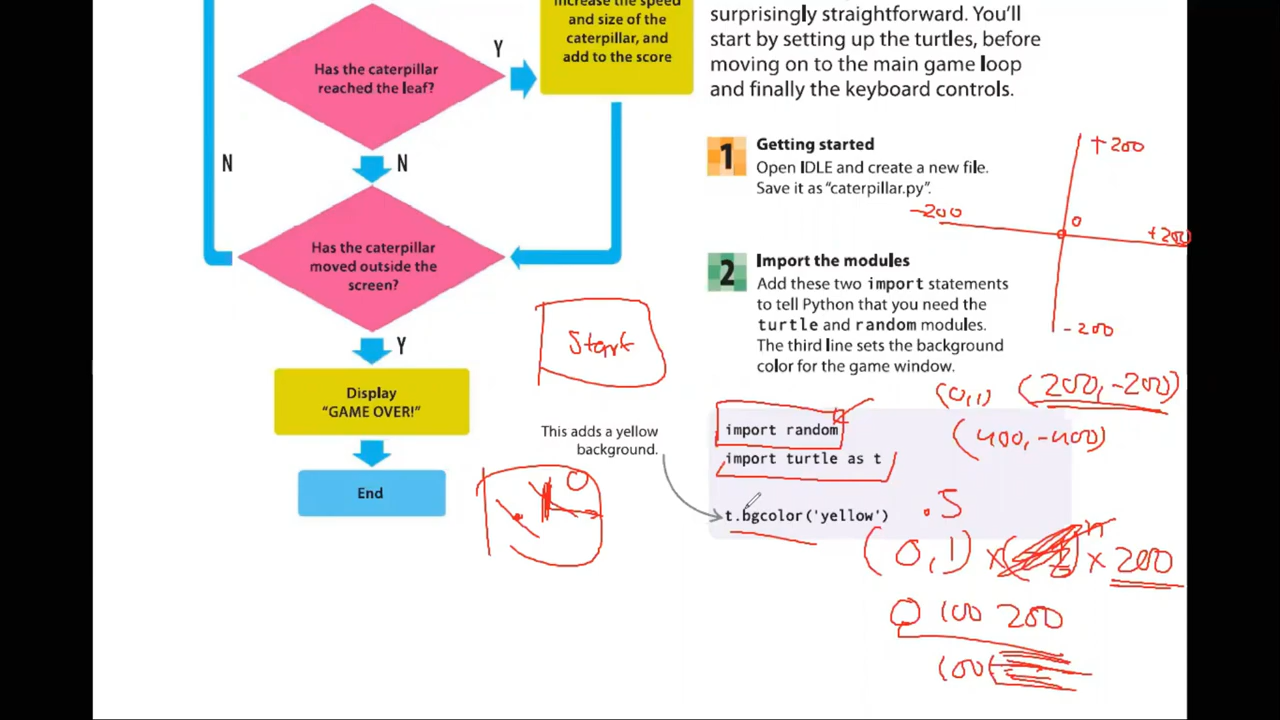 increase the speed
and size of the
caterpillar, and
add to the score
Y
Has the caterpillar
reached the leaf?
N
N
Has the caterpillar
moved outside the
screen?
Y
Display
"GAME OVER!"
End
Start
surprisingly straightforward. You'll
start by setting up the turtles, before
moving on to the main game loop
and finally the keyboard controls.
1
Getting started
Open IDLE and create a new file.
Save it as "caterpillar.py".
+200
-200
0
+200
-200
2
Import the modules
Add these two import statements
to tell Python that you need the
turtle and random modules.
The third line sets the background
color for the game window.
(0,1) (200,-200)
(400,-400)
import random
import turtle as t
t.bgcolor('yellow')
This adds a yellow
background.
.5
(0,1) x x 200
0 100 200
100